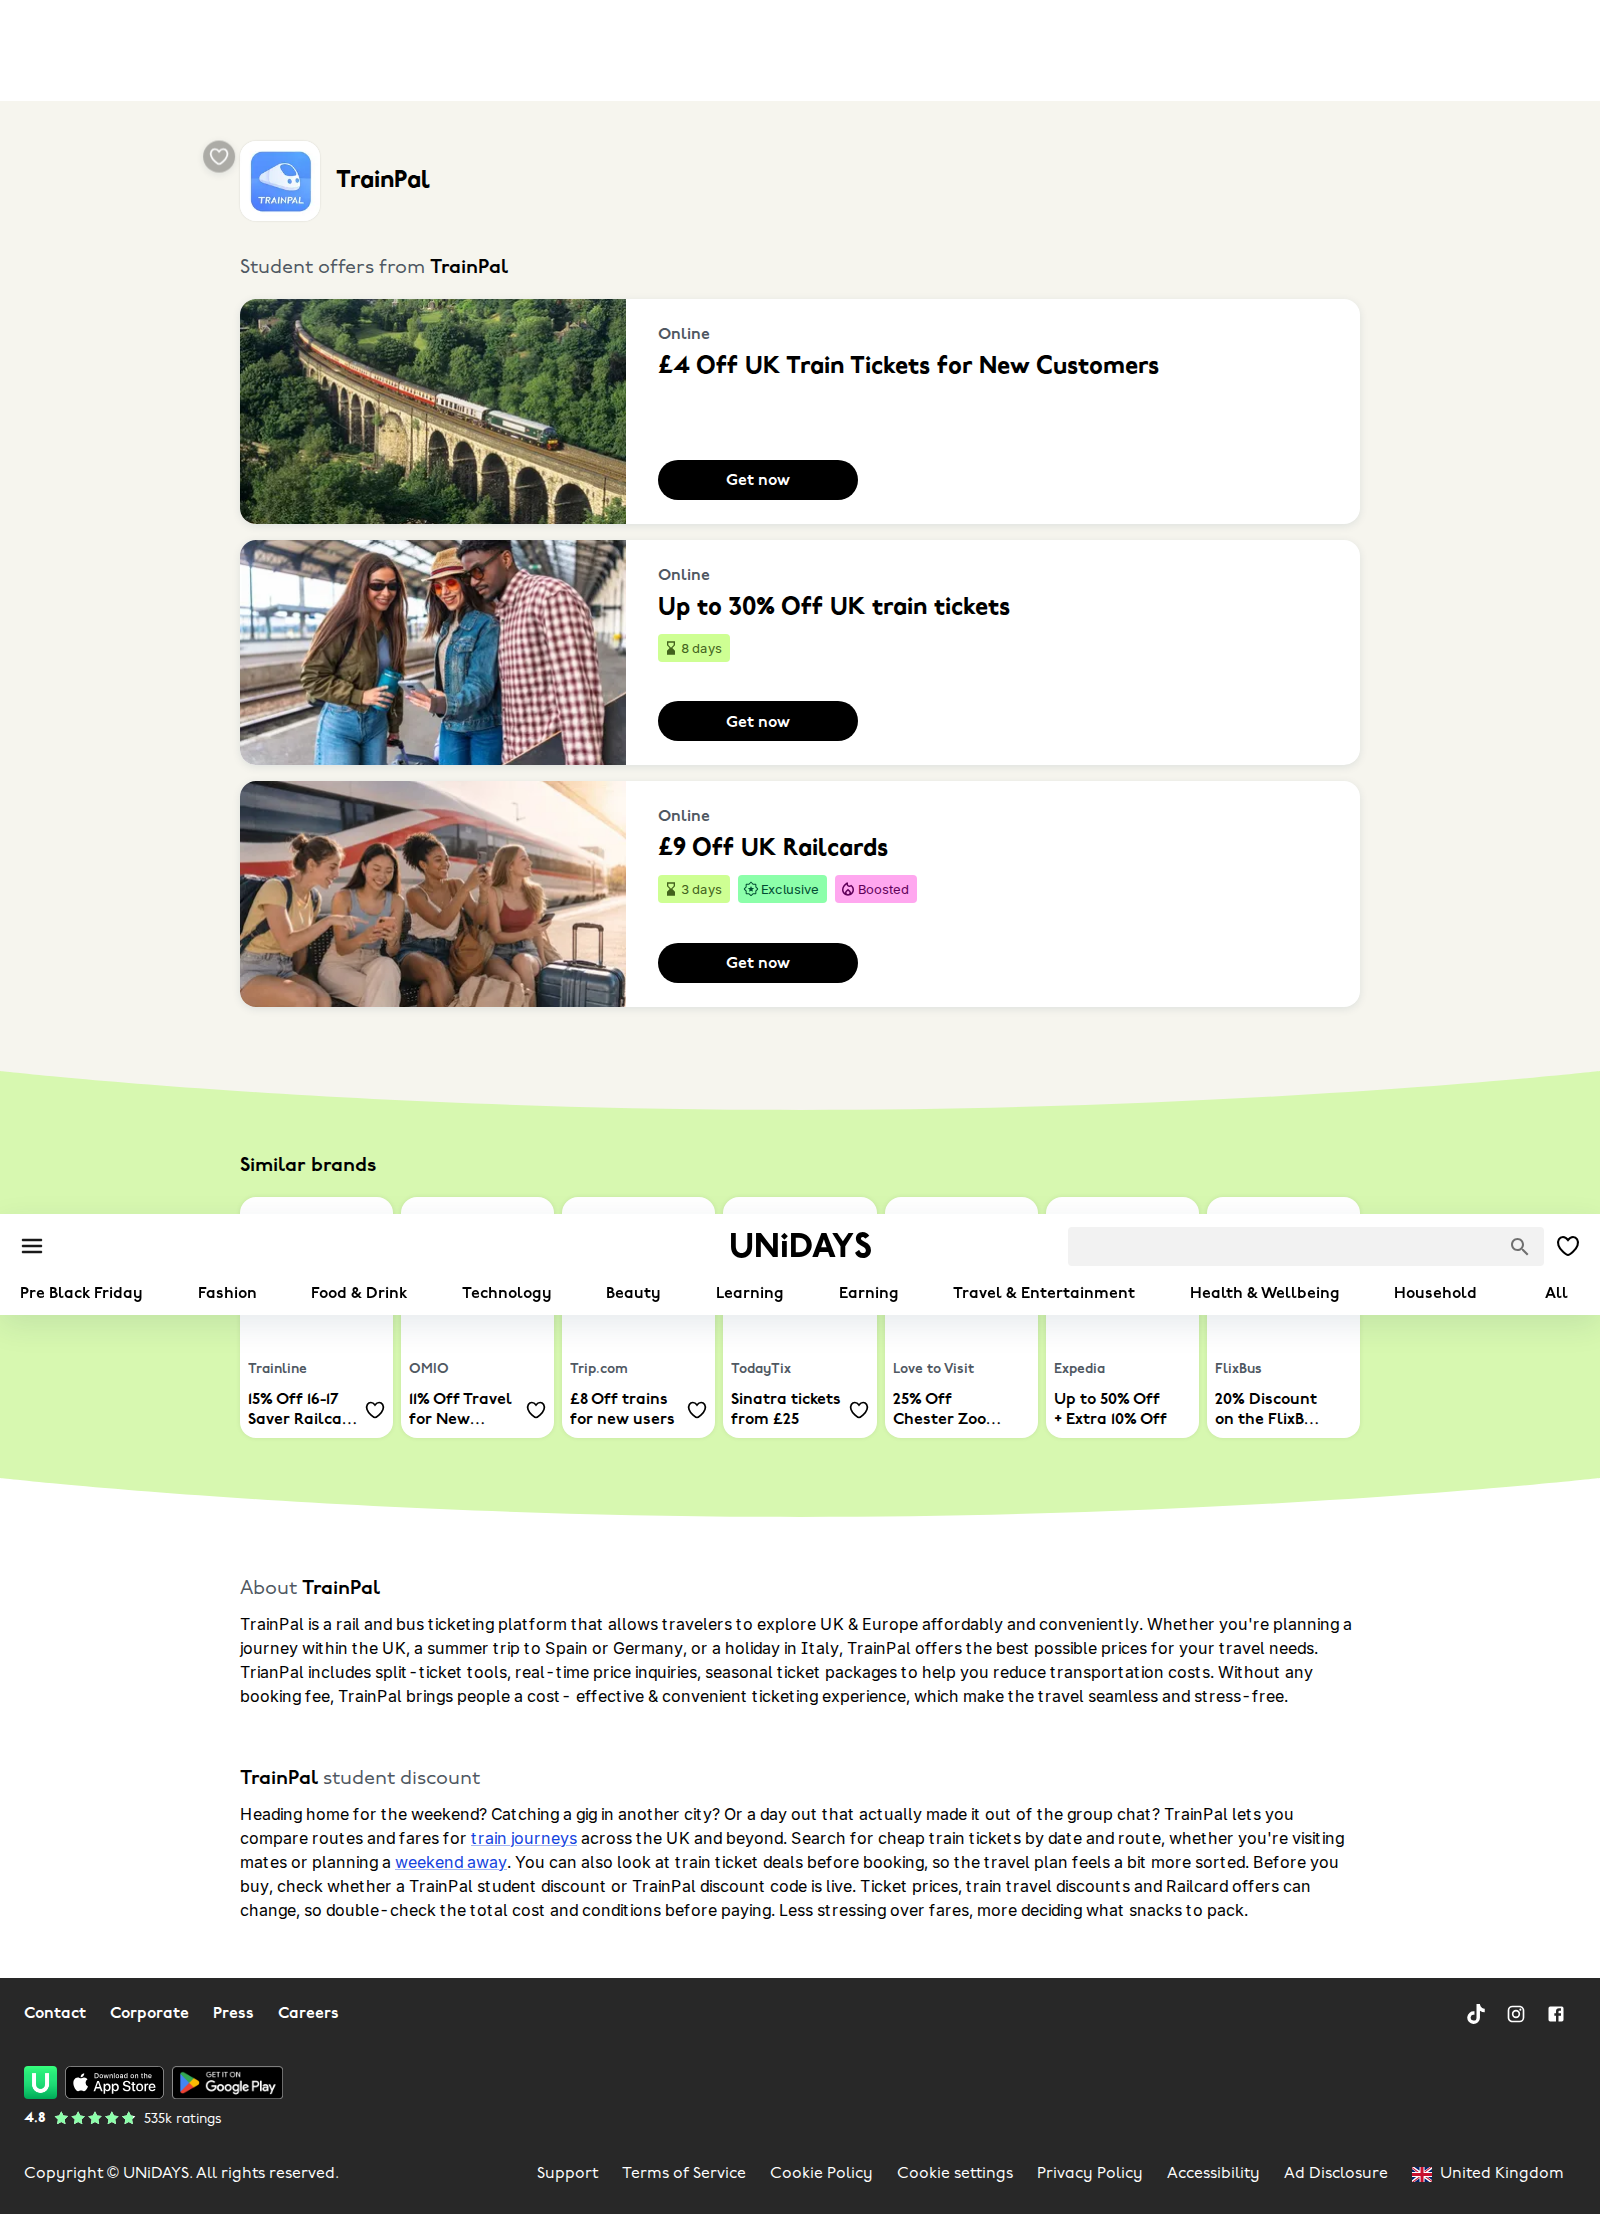 TRAINPAL
TrainPal
Student offers from TrainPal
Online
£4 Off UK Train Tickets for New Customers
Get now
Online
Up to 30% Off UK train tickets
8 days
Get now
Online
£9 Off UK Railcards
3 days Exclusive Boosted
Get now
Similar brands
UNiDAYS
Pre Black Friday Fashion Food & Drink Technology Beauty Learning Earning Travel & Entertainment Health & Wellbeing Household All
Trainline
15% Off 16-17
Saver Railca...
OMIO
11% Off Travel
for New...
Trip.com
£8 Off trains
for new users
TodayTix
Sinatra tickets
from £25
Love to Visit
25% Off
Chester Zoo...
Expedia
Up to 50% Off
+ Extra 10% Off
FlixBus
20% Discount
on the FlixB...
About TrainPal
TrainPal is a rail and bus ticketing platform that allows travelers to explore UK & Europe affordably and conveniently. Whether you're planning a
journey within the UK, a summer trip to Spain or Germany, or a holiday in Italy, TrainPal offers the best possible prices for your travel needs.
TrianPal includes split-ticket tools, real-time price inquiries, seasonal ticket packages to help you reduce transportation costs. Without any
booking fee, TrainPal brings people a cost- effective & convenient ticketing experience, which make the travel seamless and stress-free.
TrainPal student discount
Heading home for the weekend? Catching a gig in another city? Or a day out that actually made it out of the group chat? TrainPal lets you
compare routes and fares for train journeys across the UK and beyond. Search for cheap train tickets by date and route, whether you're visiting
mates or planning a weekend away. You can also look at train ticket deals before booking, so the travel plan feels a bit more sorted. Before you
buy, check whether a TrainPal student discount or TrainPal discount code is live. Ticket prices, train travel discounts and Railcard offers can
change, so double-check the total cost and conditions before paying. Less stressing over fares, more deciding what snacks to pack.
Contact Corporate Press Careers
U
Download on the
App Store
GET IT ON
Google Play
4.8 535k ratings
Copyright © UNiDAYS. All rights reserved.
Support Terms of Service Cookie Policy Cookie settings Privacy Policy Accessibility Ad Disclosure United Kingdom